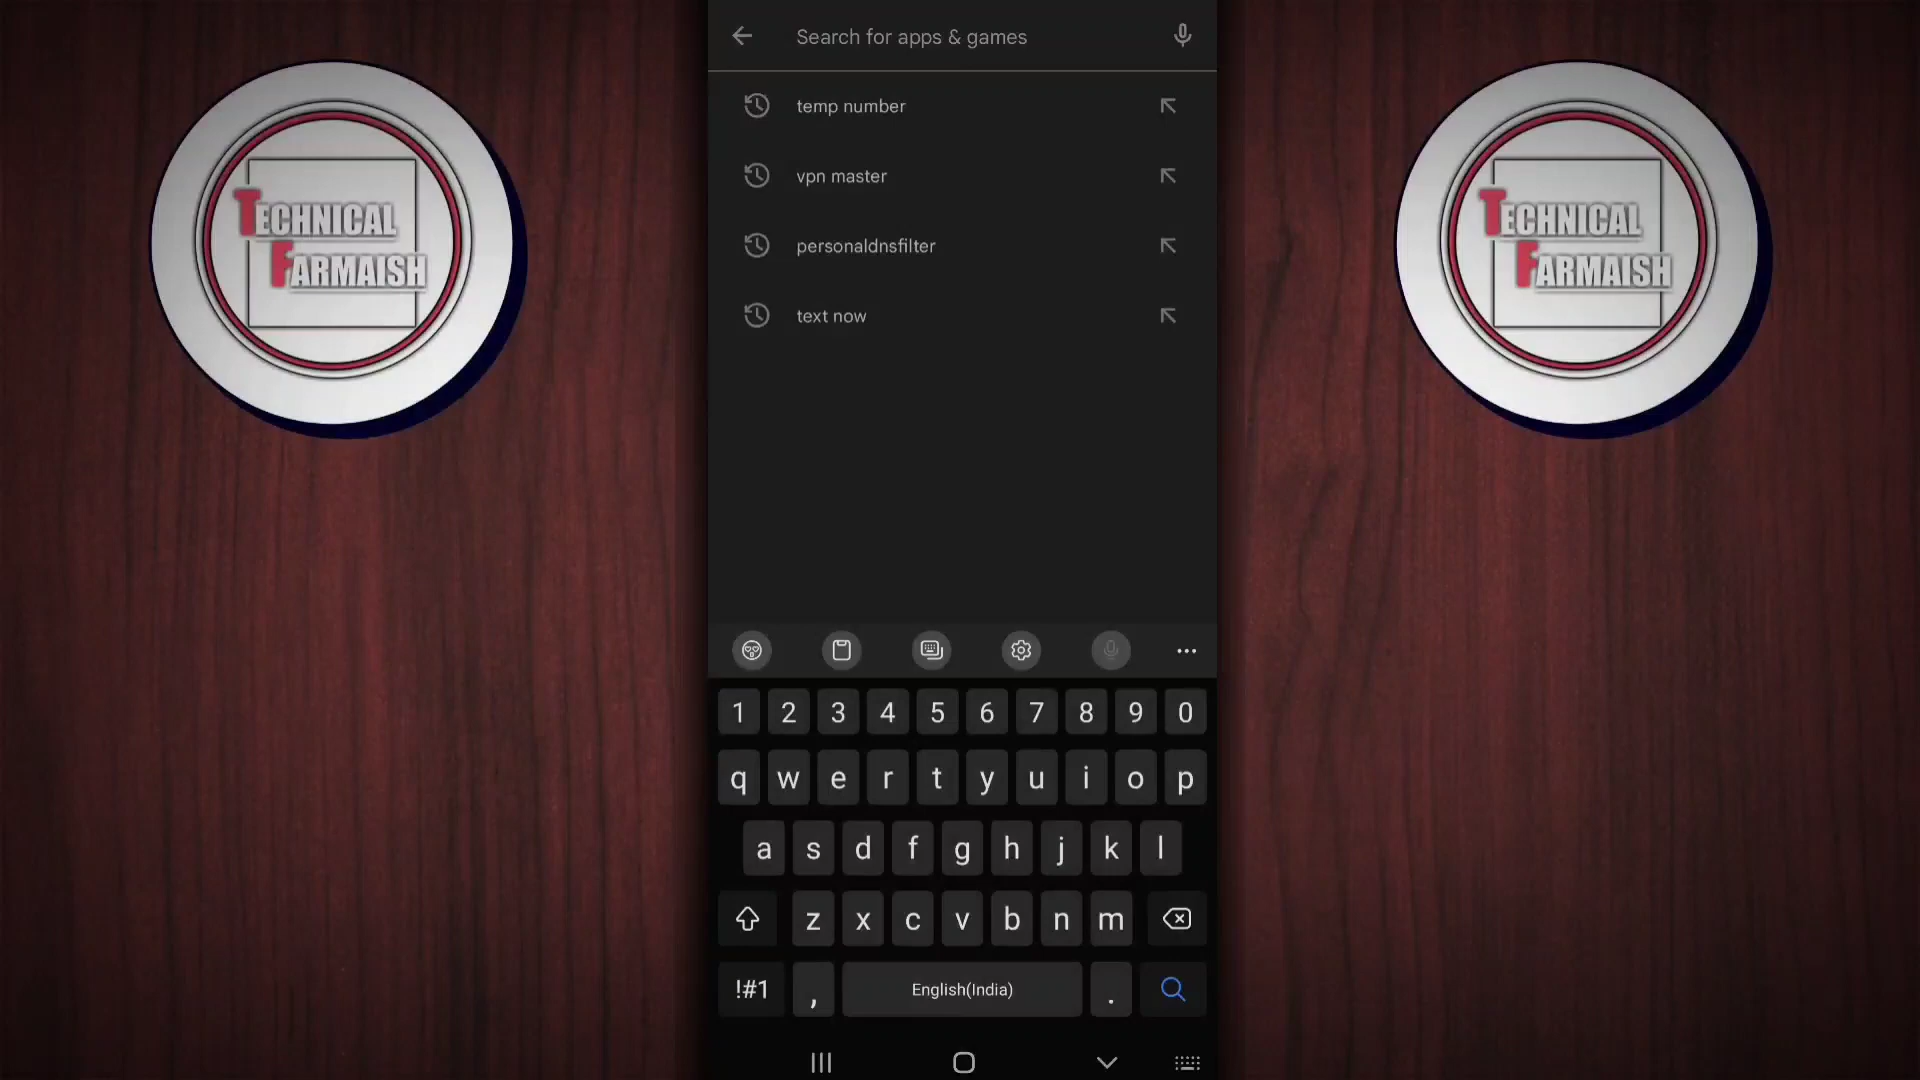 Search for apps & games
temp number
vpn master
personaldnsfilter
text now
TECHNICAL
FARMAISH
TECHNICAL
FARMAISH
1 2 3 4 5 6 7 8 9 0
q w e r t y u i o p
a s d f g h j k l
z x c v b n m
!#1 , English(India) .